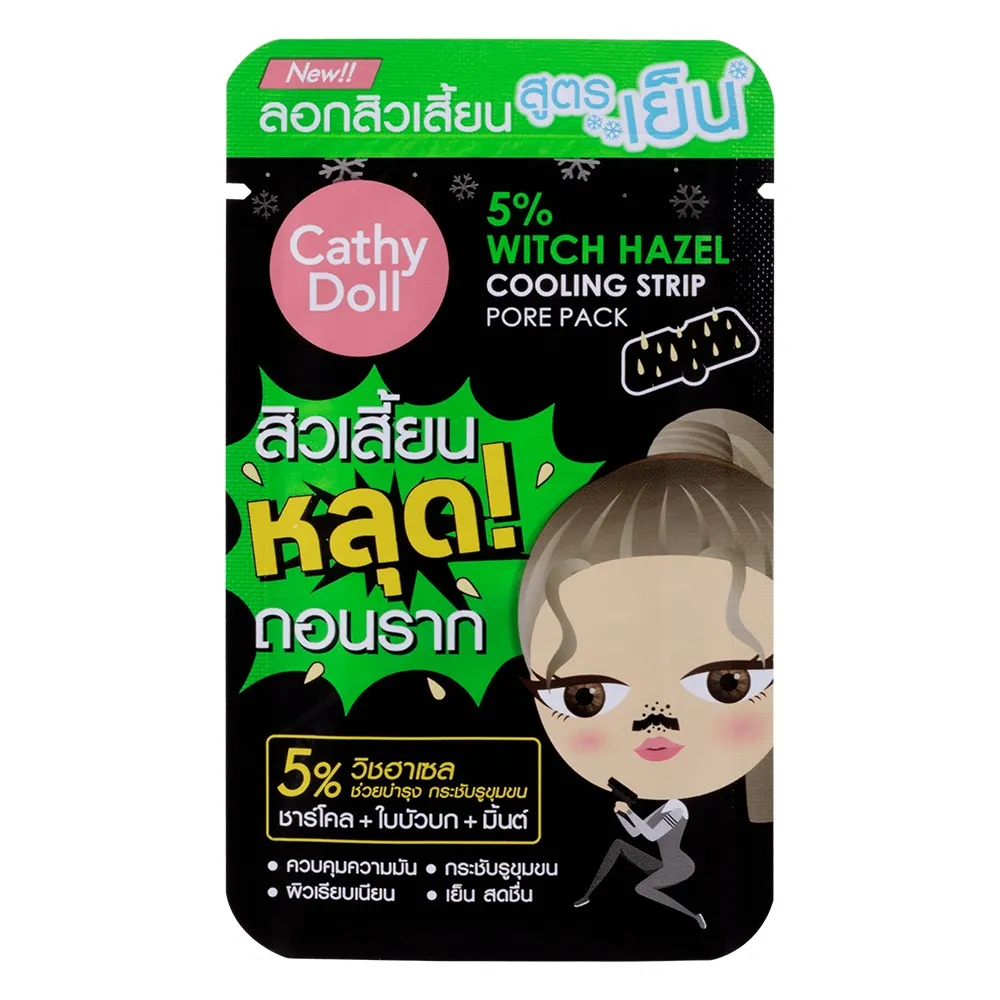 New!!
ลอกสิวเสี้ยน สูตรเย็น
Cathy
Doll
5%
WITCH HAZEL
COOLING STRIP
PORE PACK
สิวเสี้ยน
หลุด!
ถอนราก
5% วิชฮาเซล
ช่วยบำรุง กระชับรูขุมขน
ชาร์โคล + ใบบัวบก + มิ้นต์
• ควบคุมความมัน • กระชับรูขุมขน
• ผิวเรียบเนียน • เย็น สดชื่น